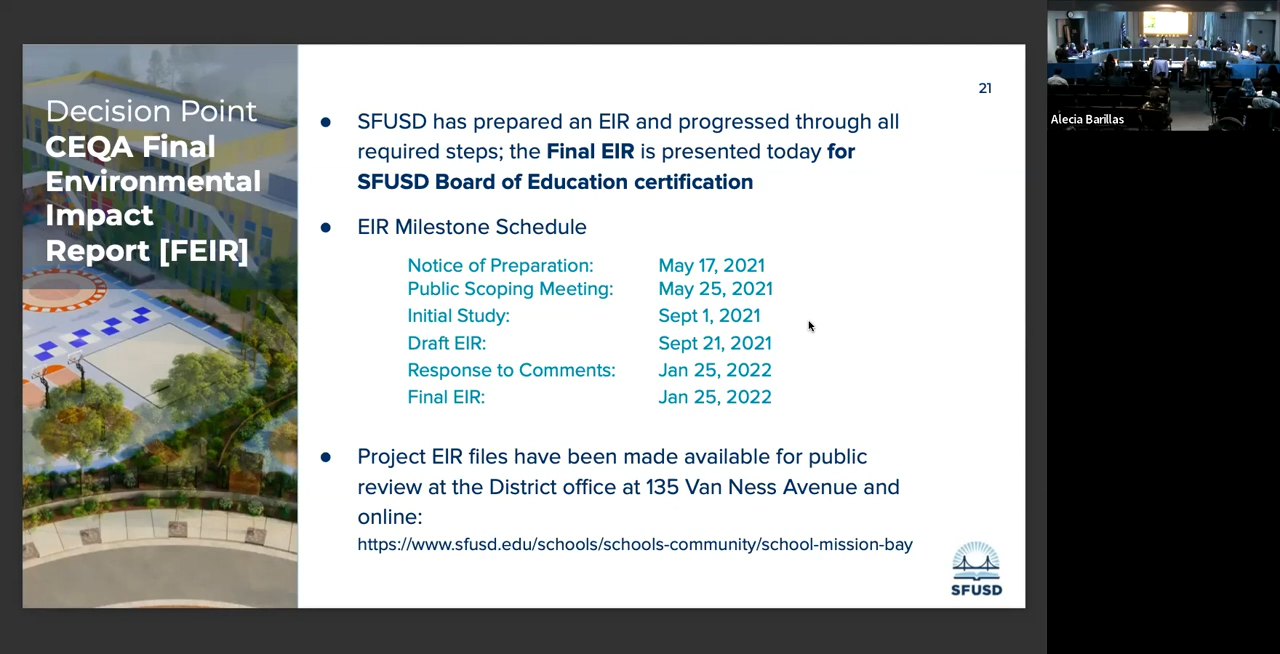 Decision Point
CEQA Final
Environmental
Impact
Report [FEIR]
21
● SFUSD has prepared an EIR and progressed through all
required steps; the Final EIR is presented today for
SFUSD Board of Education certification
● EIR Milestone Schedule
Notice of Preparation: May 17, 2021
Public Scoping Meeting: May 25, 2021
Initial Study: Sept 1, 2021
Draft EIR: Sept 21, 2021
Response to Comments: Jan 25, 2022
Final EIR: Jan 25, 2022
● Project EIR files have been made available for public
review at the District office at 135 Van Ness Avenue and
online:
https://www.sfusd.edu/schools/schools-community/school-mission-bay
SFUSD
Alecia Barillas